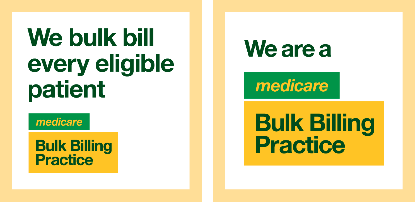 We bulk bill
every eligible
patient
medicare
Bulk Billing
Practice
We are a
medicare
Bulk Billing
Practice